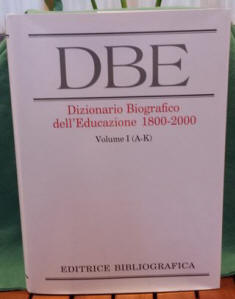 DBE
Dizionario Biografico
dell'Educazione 1800-2000
Volume I (A-K)
EDITRICE BIBLIOGRAFICA